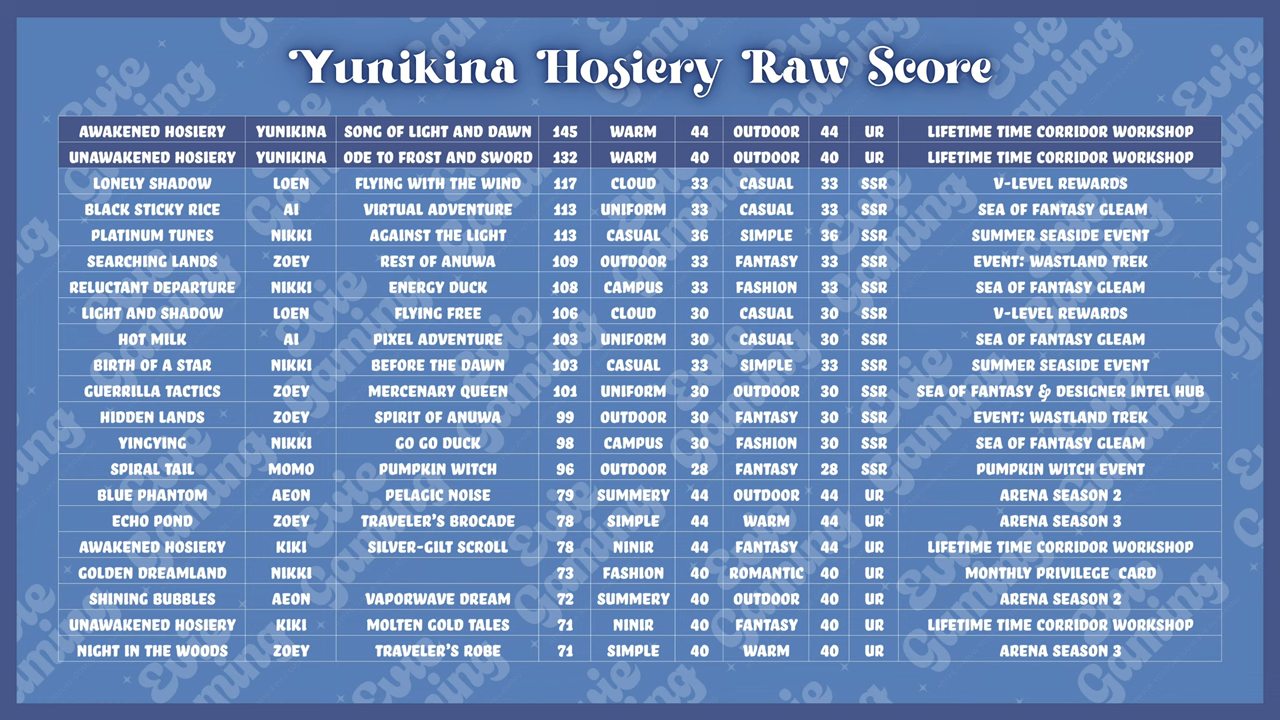 Yunikina Hosiery Raw Score
AWAKENED HOSIERY YUNIKINA SONG OF LIGHT AND DAWN 145 WARM 44 OUTDOOR 44 UR LIFETIME TIME CORRIDOR WORKSHOP
UNAWAKENED HOSIERY YUNIKINA ODE TO FROST AND SWORD 132 WARM 40 OUTDOOR 40 UR LIFETIME TIME CORRIDOR WORKSHOP
LONELY SHADOW LOEN FLYING WITH THE WIND 117 CLOUD 33 CASUAL 33 SSR V-LEVEL REWARDS
BLACK STICKY RICE AI VIRTUAL ADVENTURE 113 UNIFORM 33 CASUAL 33 SSR SEA OF FANTASY GLEAM
PLATINUM TUNES NIKKI AGAINST THE LIGHT 113 CASUAL 36 SIMPLE 36 SSR SUMMER SEASIDE EVENT
SEARCHING LANDS ZOEY REST OF ANUWA 109 OUTDOOR 33 FANTASY 33 SSR EVENT: WASTLAND TREK
RELUCTANT DEPARTURE NIKKI ENERGY DUCK 108 CAMPUS 33 FASHION 33 SSR SEA OF FANTASY GLEAM
LIGHT AND SHADOW LOEN FLYING FREE 106 CLOUD 30 CASUAL 30 SSR V-LEVEL REWARDS
HOT MILK AI PIXEL ADVENTURE 103 UNIFORM 30 CASUAL 30 SSR SEA OF FANTASY GLEAM
BIRTH OF A STAR NIKKI BEFORE THE DAWN 103 CASUAL 33 SIMPLE 33 SSR SUMMER SEASIDE EVENT
GUERRILLA TACTICS ZOEY MERCENARY QUEEN 101 UNIFORM 30 OUTDOOR 30 SSR SEA OF FANTASY & DESIGNER INTEL HUB
HIDDEN LANDS ZOEY SPIRIT OF ANUWA 99 OUTDOOR 30 FANTASY 30 SSR EVENT: WASTLAND TREK
YINGYING NIKKI GO GO DUCK 98 CAMPUS 30 FASHION 30 SSR SEA OF FANTASY GLEAM
SPIRAL TAIL MOMO PUMPKIN WITCH 96 OUTDOOR 28 FANTASY 28 SSR PUMPKIN WITCH EVENT
BLUE PHANTOM AEON PELAGIC NOISE 79 SUMMERY 44 OUTDOOR 44 UR ARENA SEASON 2
ECHO POND ZOEY TRAVELER'S BROCADE 78 SIMPLE 44 WARM 44 UR ARENA SEASON 3
AWAKENED HOSIERY KIKI SILVER-GILT SCROLL 78 NINIR 44 FANTASY 44 UR LIFETIME TIME CORRIDOR WORKSHOP
GOLDEN DREAMLAND NIKKI 73 FASHION 40 ROMANTIC 40 UR MONTHLY PRIVILEGE CARD
SHINING BUBBLES AEON VAPORWAVE DREAM 72 SUMMERY 40 OUTDOOR 40 UR ARENA SEASON 2
UNAWAKENED HOSIERY KIKI MOLTEN GOLD TALES 71 NINIR 40 FANTASY 40 UR LIFETIME TIME CORRIDOR WORKSHOP
NIGHT IN THE WOODS ZOEY TRAVELER'S ROBE 71 SIMPLE 40 WARM 40 UR ARENA SEASON 3
Evie Gaming